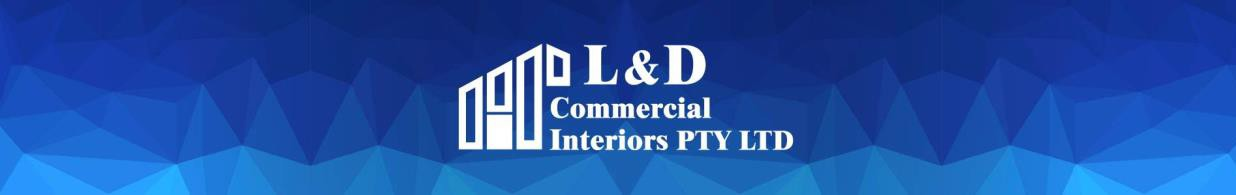 L&D
Commercial
Interiors PTY LTD